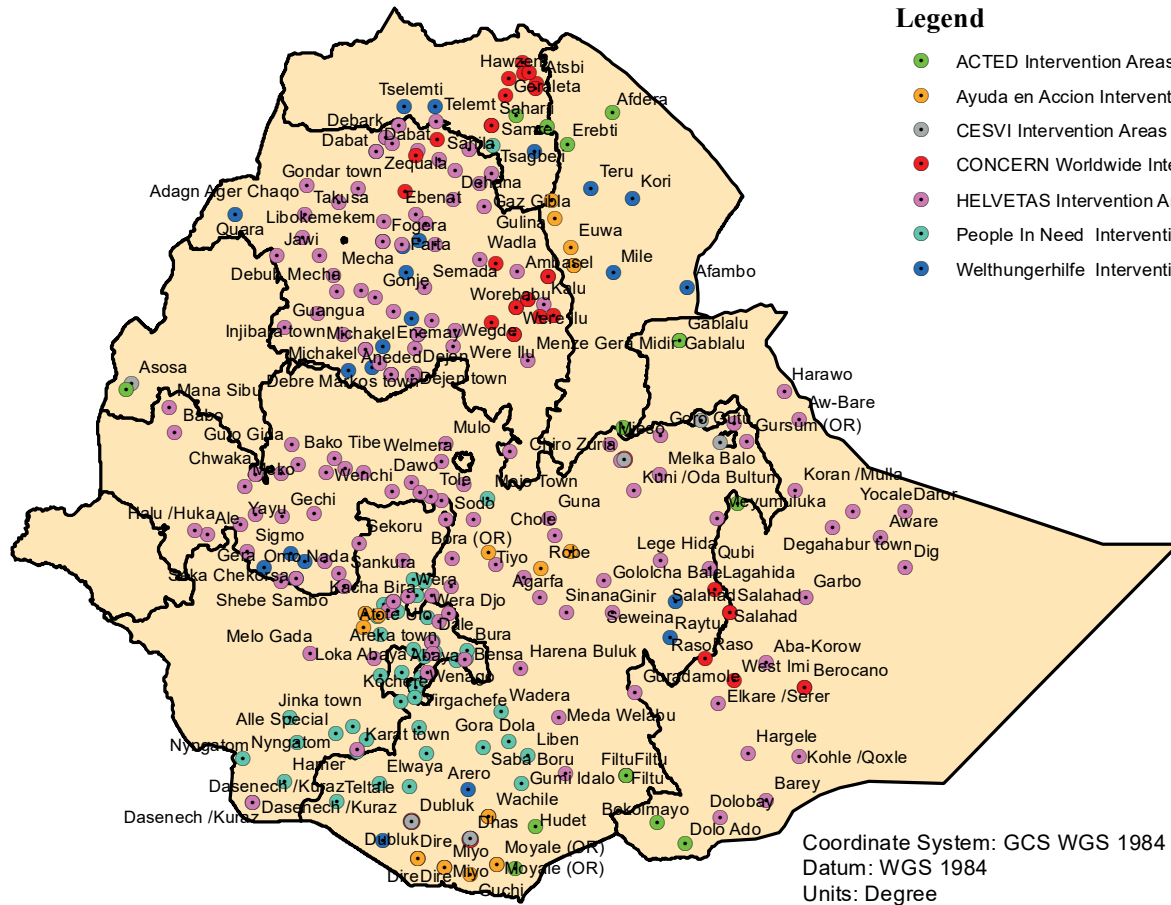 Legend
ACTED Intervention Areas
Ayuda en Accion Intervent
CESVI Intervention Areas
CONCERN Worldwide Inte
HELVETAS Intervention Ar
People In Need Interventi
Welthungerhilfe Interventi
Hawzen
Atsbi
Geraleta
Tselemti
Telemt
Saharti
Afdera
Debark
Samre
Erebti
Dabat
Dabat
Sahla
Tsagbeji
Zequala
Teru
Kori
Gondar town
Dehana
Adagn Ager Chaqo
Takusa
Ebenat
Gaz Gibla
Quara
Libokemekem
Fogera
Gulina
Euwa
Jawi
Farta
Wadla
Mecha
Semada
Ambasel
Mile
Debub Mecha
Gonje
Kalu
Afambo
Worebabu
Guangua
Were Ilu
Injibara town
Michakel
Enemay
Wegde
Gablalu
Michakel
Aneded
Dejen
Were Ilu
Menze Gera Midir
Gablalu
Asosa
Debre Markos town
Dejen town
Mana Sibu
Harawo
Babo
Aw-Bare
Guto Gida
Mulo
Mieso
Goro Gutu
Gursum (OR)
Bako Tibe
Welmera
Chiro Zuria
Chwaka
Meko
Wenchi
Dawo
Melka Balo
Tole
Mojo Town
Kuni /Oda Bultum
Koran /Mulla
Gechi
Guna
Meyumuluka
Yocale
Daror
Halu /Huka
Ale
Yayu
Sodo
Chole
Aware
Sigmo
Sekoru
Bora (OR)
Degahabur town
Gera
Omo Nada
Tiyo
Robe
Lege Hida
Qubi
Dig
Saka Chekorsa
Sankura
Agarfa
Gololcha Bale
Lagahida
Garbo
Shebe Sambo
Kacha Bira
Wera
Sinana
Ginir
Salahad
Salahad
Wera Djo
Seweina
Salahad
Atote Ulo
Dale
Raytu
Melo Gada
Areka town
Bura
Raso
Raso
Aba-Korow
Loka Abaya
Abaya
Bensa
Harena Buluk
West Imi
Berocano
Kochere
Wenago
Guradamole
Elkare /Serer
Jinka town
Yirgachefe
Wadera
Alle Special
Meda Welabu
Gora Dola
Karat town
Liben
Hargele
Nyngatom
Nyngatom
Saba Boru
Kohle /Qoxle
Hamer
Elwaya
Arero
Filtu
Filtu
Gumi Idalo
Filtu
Dasenech /Kuraz
Teltale
Wachile
Barey
Dasenech /Kuraz
Dubluk
Bokolmayo
Dolobay
Dasenech /Kuraz
Dhas
Hudet
Dubluk
Dire
Dolo Ado
Miyo
Moyale (OR)
Dire
Dire
Miyo
Moyale (OR)
Guchi
Coordinate System: GCS WGS 1984
Datum: WGS 1984
Units: Degree